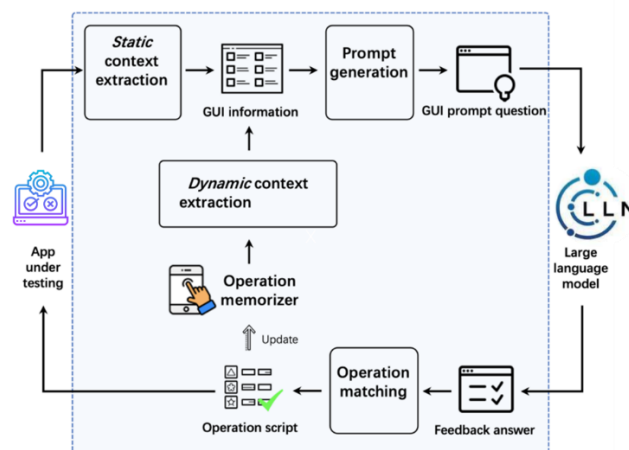 Static
context
extraction
GUI information
Prompt
generation
GUI prompt question
Dynamic context
extraction
App
under
testing
LLN
Large
language
model
Operation
memorizer
Update
Operation script
Operation
matching
Feedback answer